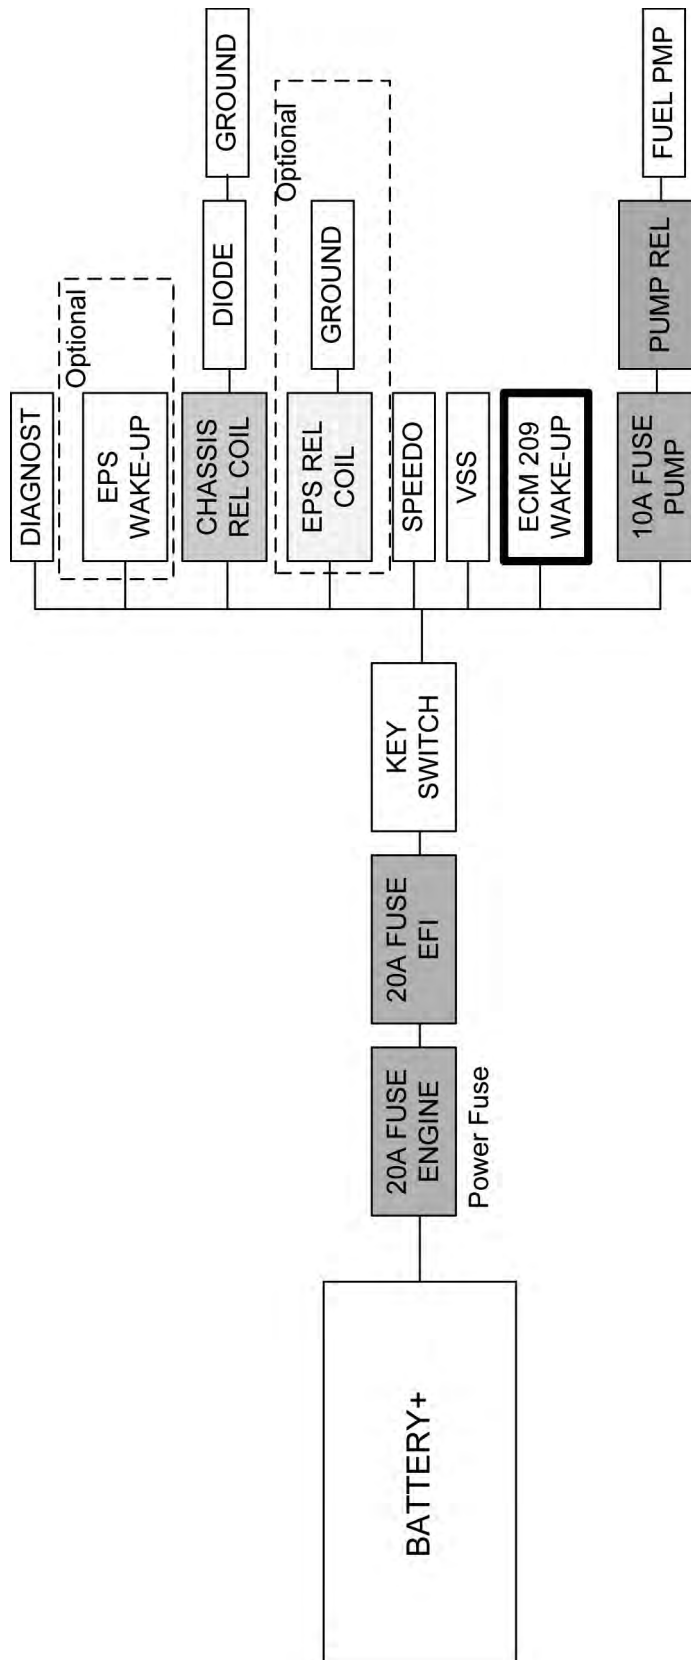 BATTERY+
20A FUSE
ENGINE
Power Fuse
20A FUSE
EFI
KEY
SWITCH
DIAGNOST
Optional
EPS
WAKE-UP
CHASSIS
REL COIL
DIODE
GROUND
Optional
EPS REL
COIL
GROUND
SPEEDO
VSS
ECM 209
WAKE-UP
10A FUSE
PUMP
PUMP REL
FUEL PMP